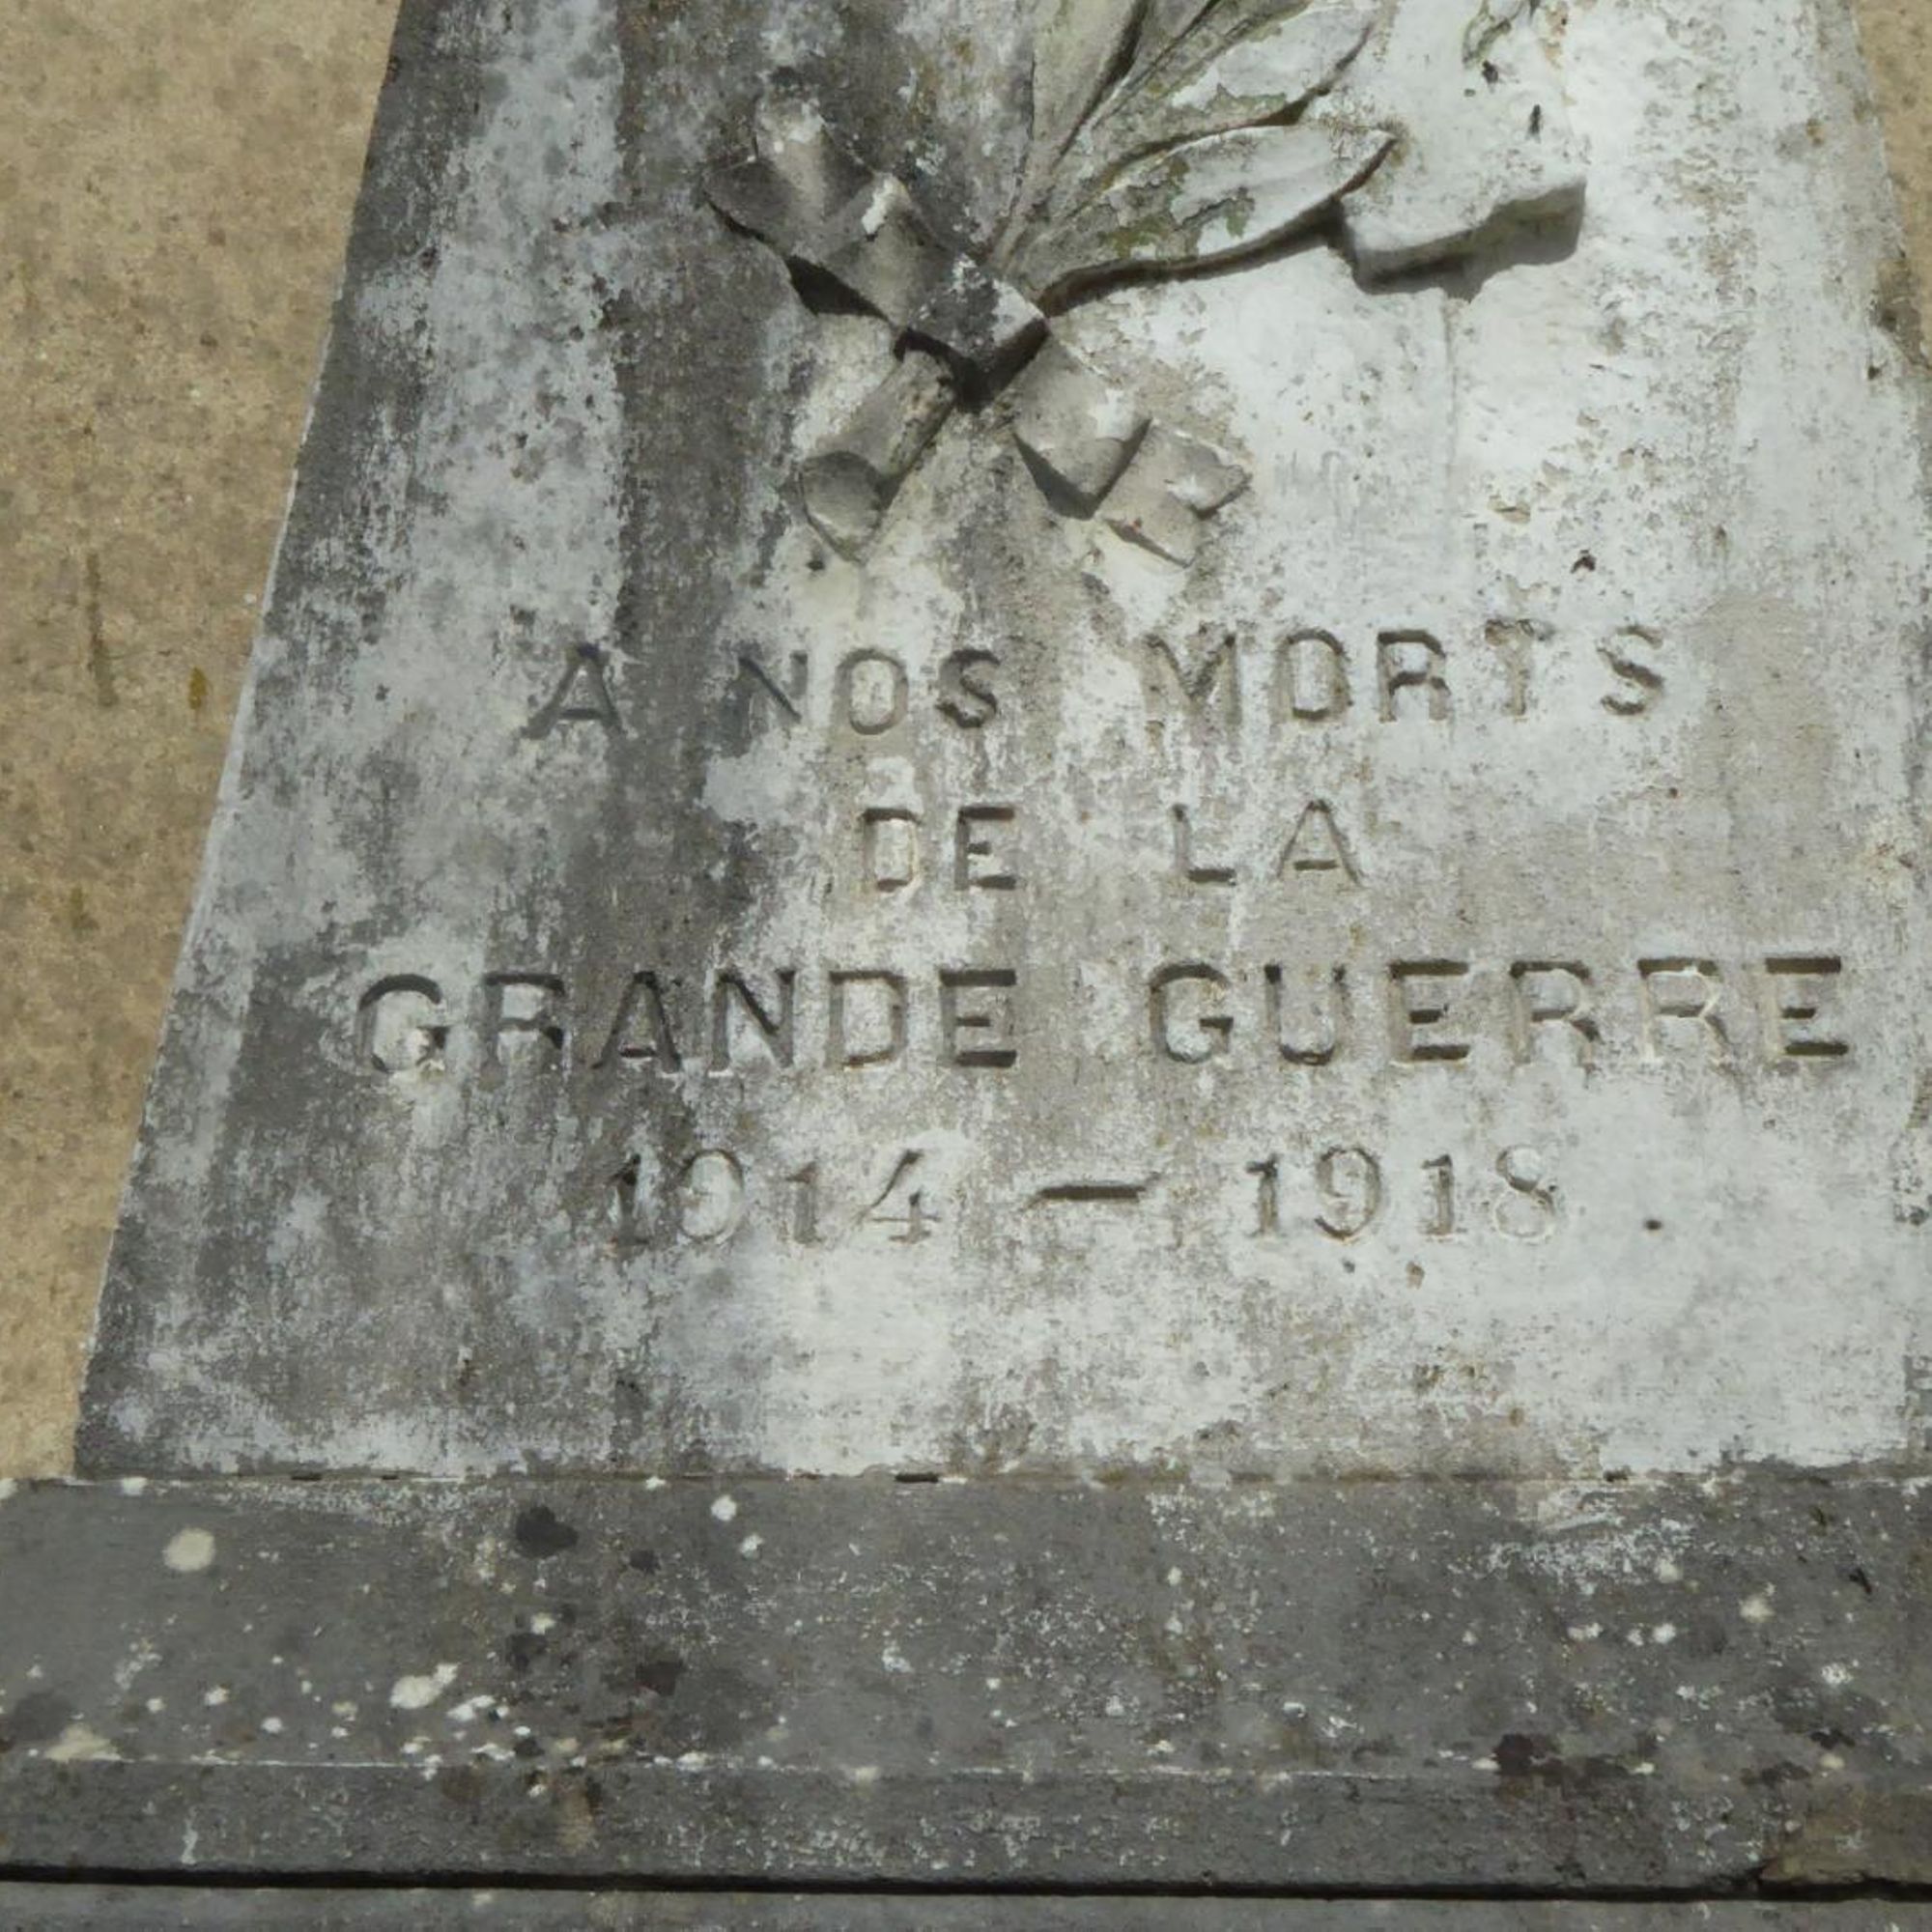 A NOS MORTS
DE LA
GRANDE GUERRE
1914 — 1918